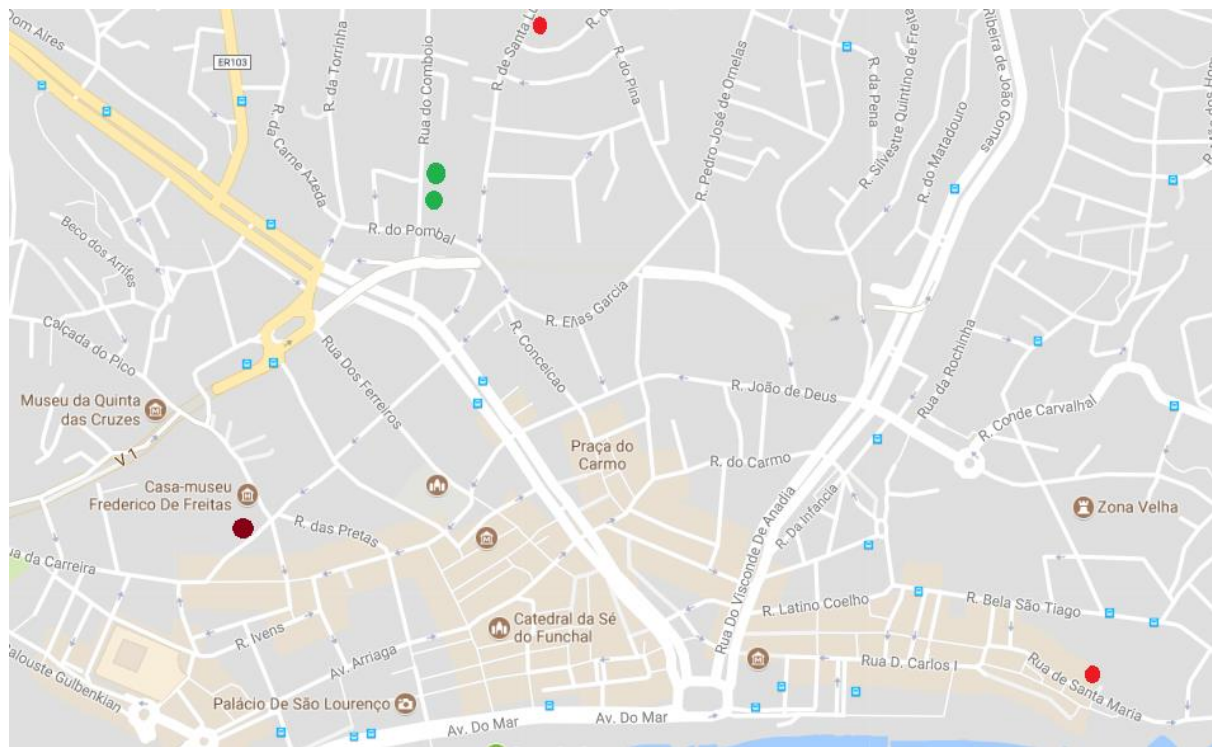 Dom Aires
ER103
R. da Torrinha
R. da Carne Azeda
Rua do Comboio
R. de Santa Lu
R. da
R. do Pina
R. Pedro José de Ornelas
R. da Pena
R. Silvestre Quintino de Freita
R. do Matadouro
Ribeira de João Gomes
Beco dos Arrifes
R. do Pombal
Calçada do Pico
Rua Dos Ferreiros
R. Elias Garcia
R. Conceicao
Rua da Rochinha
Museu da Quinta
das Cruzes
R. João de Deus
R. Conde Carvalhal
V1
Praça do
Carmo
R. do Carmo
Casa-museu
Frederico De Freitas
R. Da Infancia
Zona Velha
R. das Pretas
ua da Carreira
Rua Do Visconde De Anadia
R. Latino Coelho
R. Bela São Tiago
R. Ivens
Catedral da Sé
do Funchal
Av. Arriaga
Rua D. Carlos I
Rua de Santa Maria
alouste Gulbenkian
Palácio De São Lourenço
Av. Do Mar
Av. Do Mar